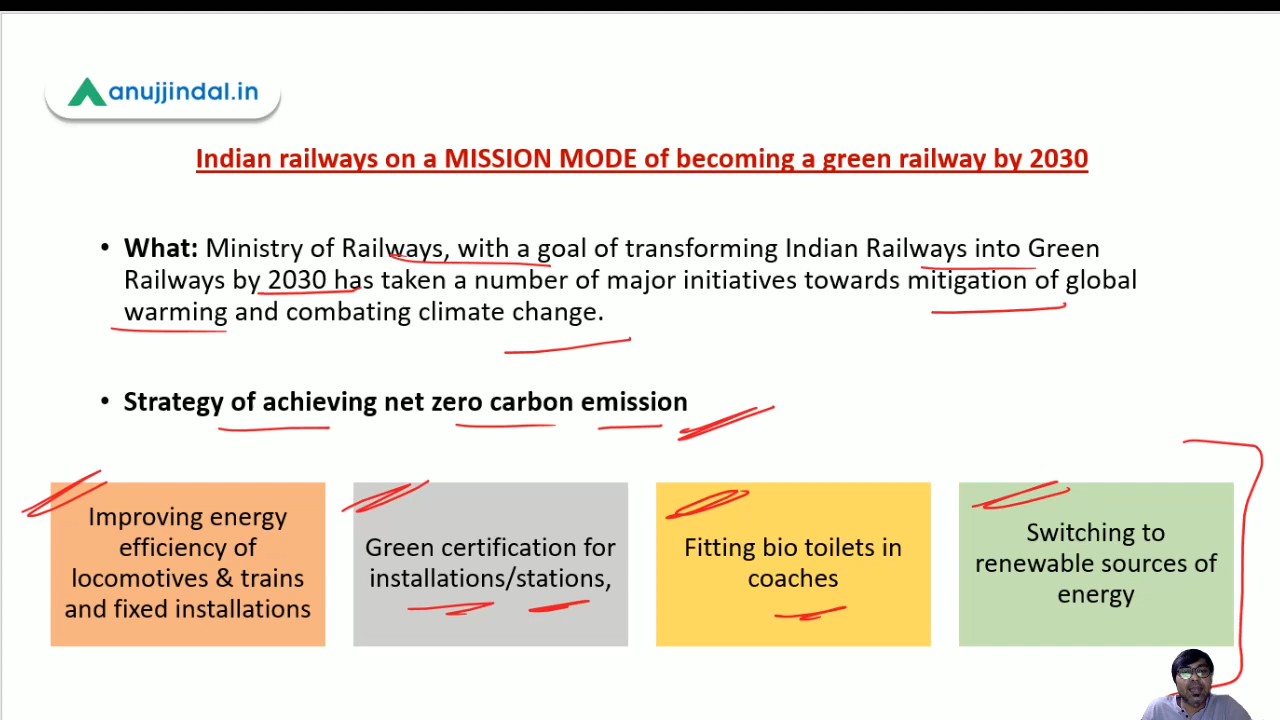 anujjindal.in
Indian railways on a MISSION MODE of becoming a green railway by 2030
• What: Ministry of Railways, with a goal of transforming Indian Railways into Green
Railways by 2030 has taken a number of major initiatives towards mitigation of global
warming and combating climate change.
• Strategy of achieving net zero carbon emission
Improving energy
efficiency of
locomotives & trains
and fixed installations
Green certification for
installations/stations,
Fitting bio toilets in
coaches
Switching to
renewable sources of
energy